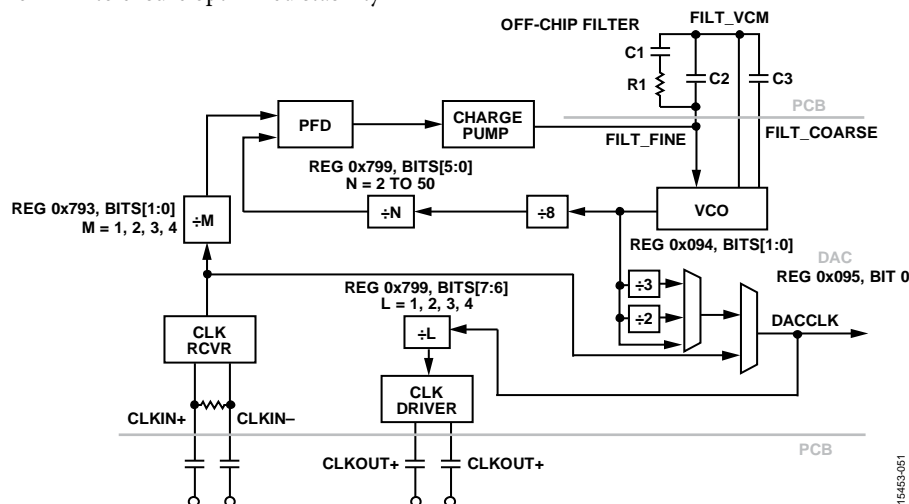 OFF-CHIP FILTER
FILT_VCM
C1
R1
C2
C3
PCB
PFD
CHARGE
PUMP
FILT_FINE
FILT_COARSE
REG 0x799, BITS[5:0]
N = 2 TO 50
REG 0x793, BITS[1:0]
M = 1, 2, 3, 4
÷M
÷N
÷8
VCO
REG 0x094, BITS[1:0]
DAC
REG 0x095, BIT 0
REG 0x799, BITS[7:6]
L = 1, 2, 3, 4
÷3
÷2
DACCLK
CLK
RCVR
÷L
CLK
DRIVER
CLKIN+
CLKIN–
PCB
CLKOUT+
CLKOUT+
15453-051